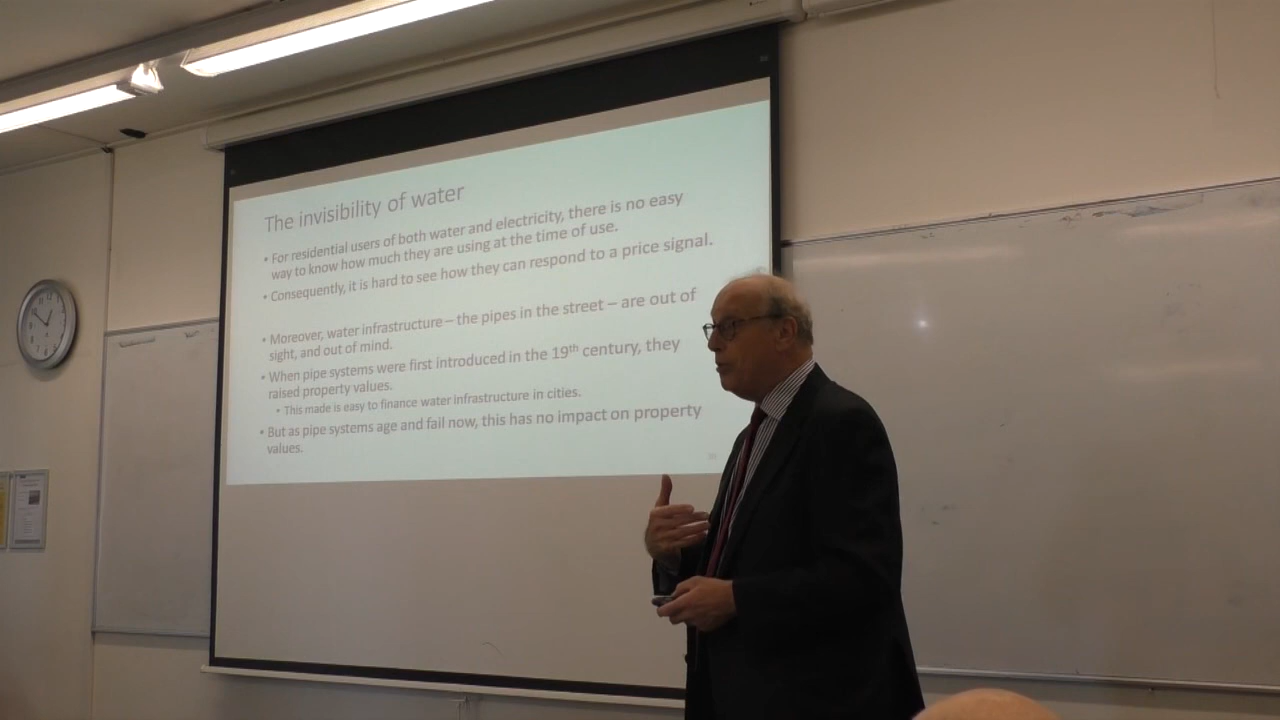 The invisibility of water
• For residential users of both water and electricity, there is no easy
way to know how much they are using at the time of use.
• Consequently, it is hard to see how they can respond to a price signal.
• Moreover, water infrastructure – the pipes in the street – are out of
sight, and out of mind.
• When pipe systems were first introduced in the 19th century, they
raised property values.
• This made is easy to finance water infrastructure in cities.
• But as pipe systems age and fail now, this has no impact on property
values.